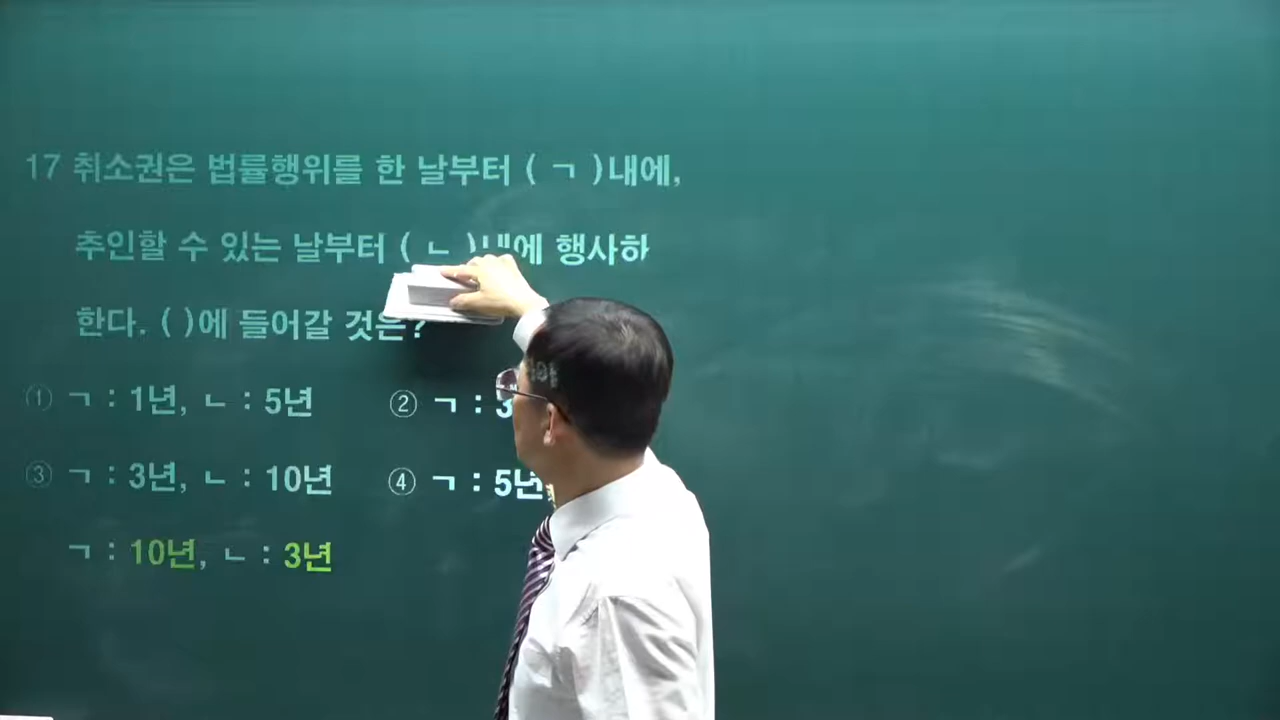 17 취소권은 법률행위를 한 날부터 ( ㄱ )내에,
추인할 수 있는 날부터 ( ㄴ )내에 행사하
한다. ( )에 들어갈 것은?
① ㄱ : 1년, ㄴ : 5년 ② ㄱ : 3
③ ㄱ : 3년, ㄴ : 10년 ④ ㄱ : 5년
ㄱ : 10년, ㄴ : 3년